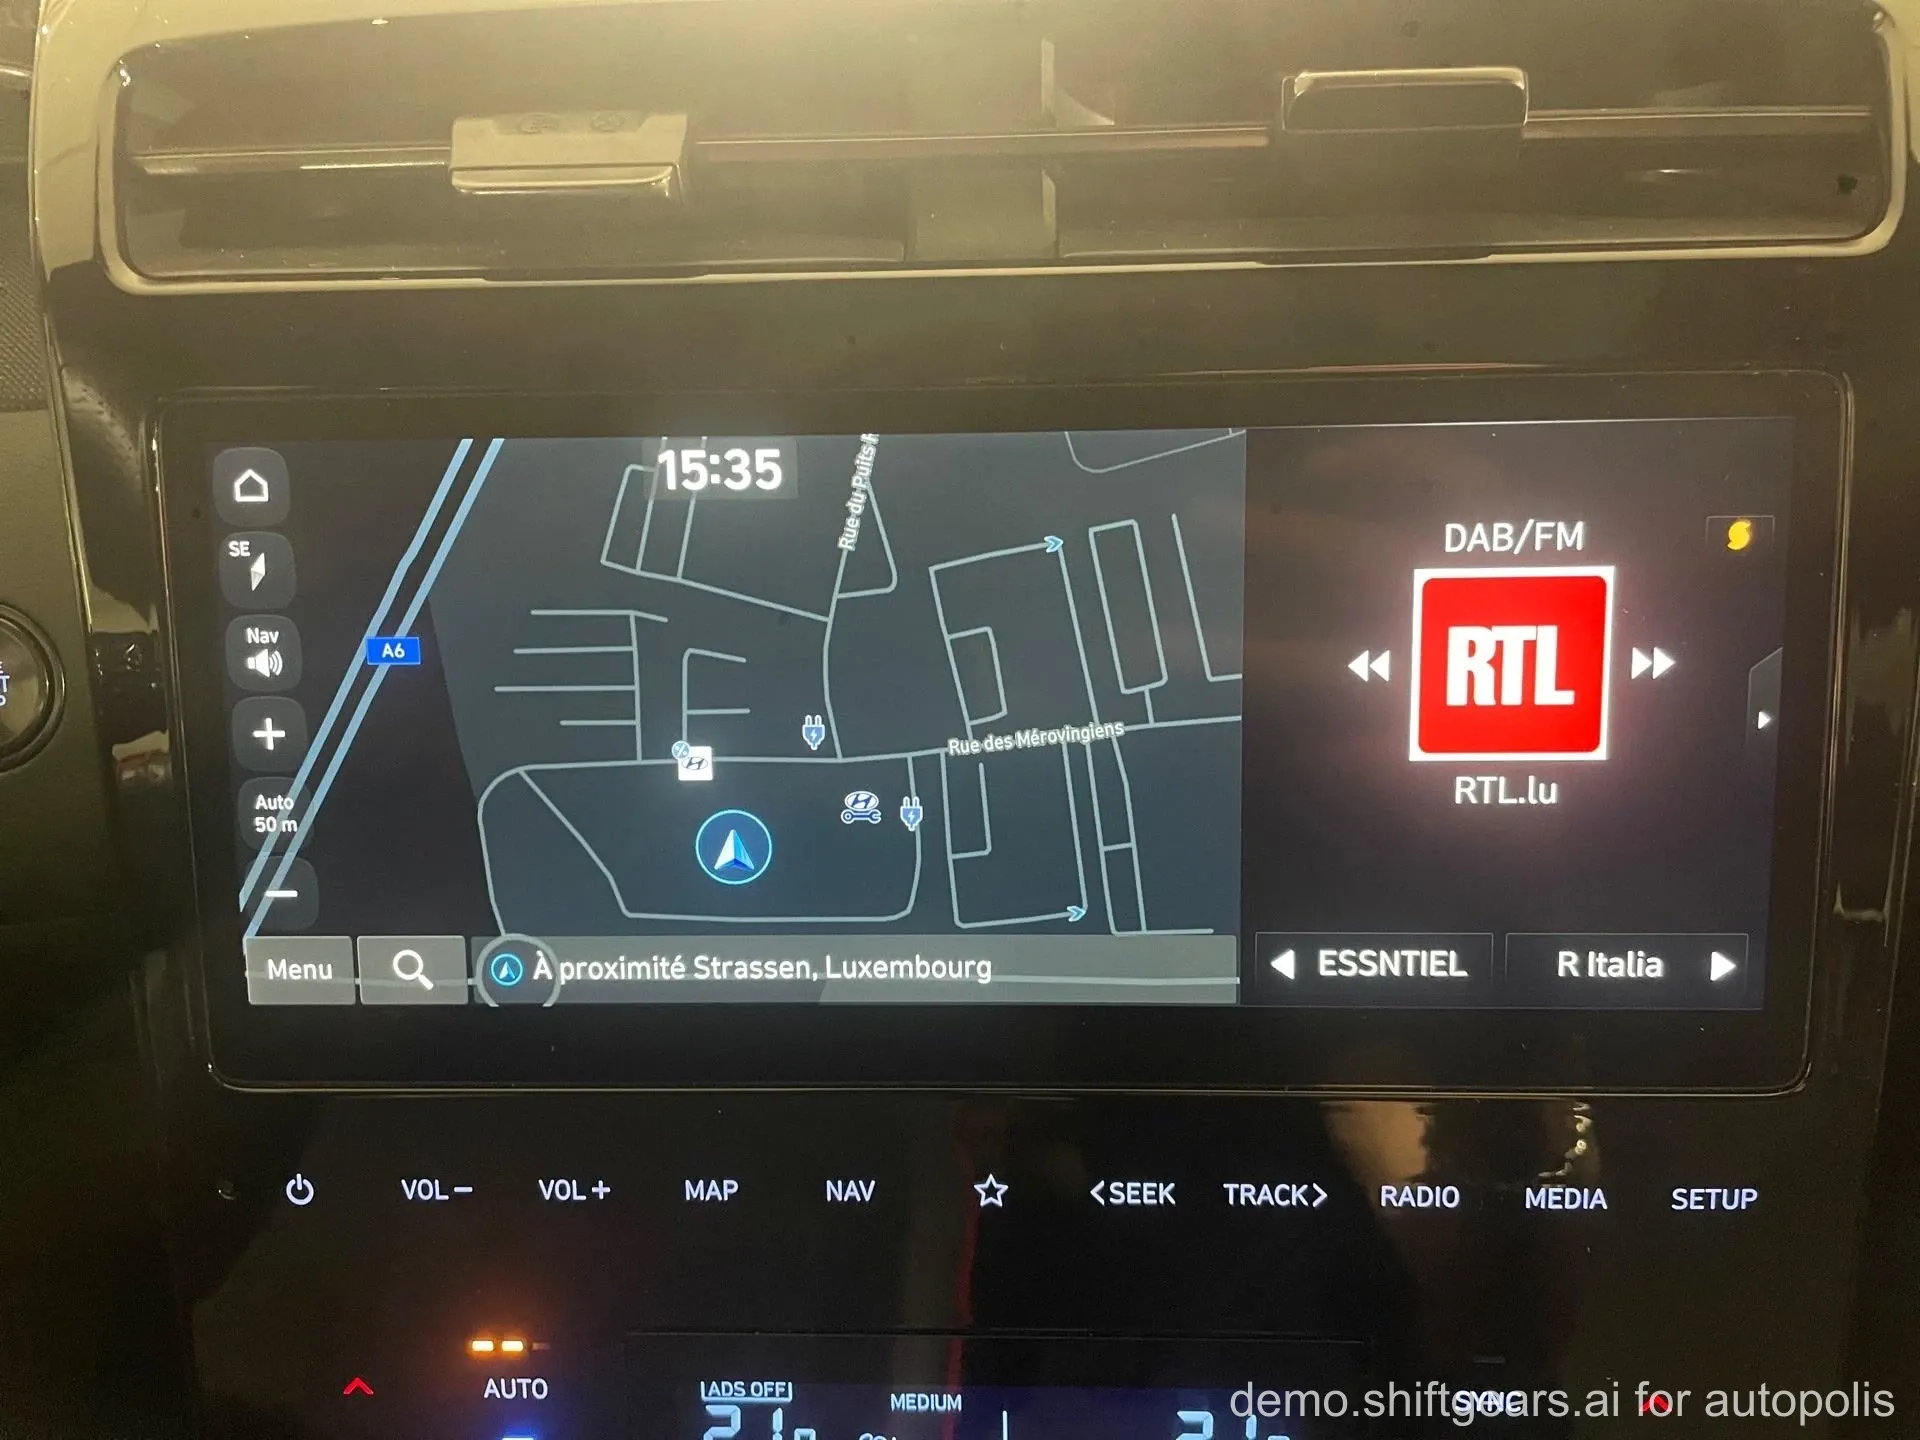 15:35
SE
Nav
Auto
50 m
A6
Rue du Puits
Rue des Mérovingiens
Menu
À proximité Strassen, Luxembourg
DAB/FM
RTL
RTL.lu
ESSNTIEL
R Italia
VOL−
VOL+
MAP
NAV
<SEEK
TRACK>
RADIO
MEDIA
SETUP
AUTO
ADS OFF
MEDIUM
SYNC
demo.shiftgears.ai for autopolis